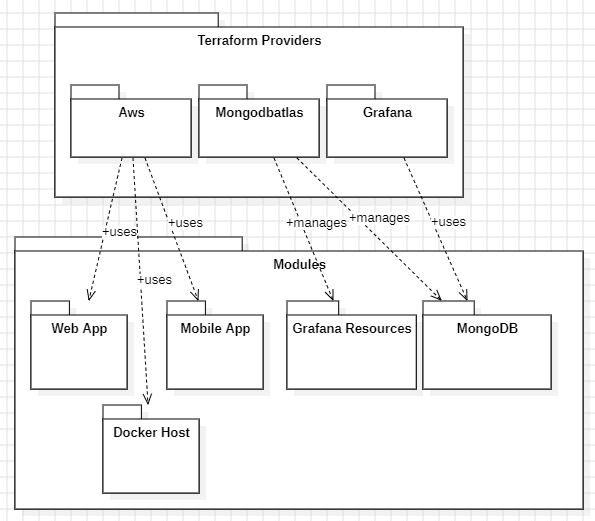 Terraform Providers
Aws
Mongodbatlas
Grafana
+uses
+uses
+manages
+manages
+uses
+uses
Modules
Web App
Mobile App
Grafana Resources
MongoDB
Docker Host